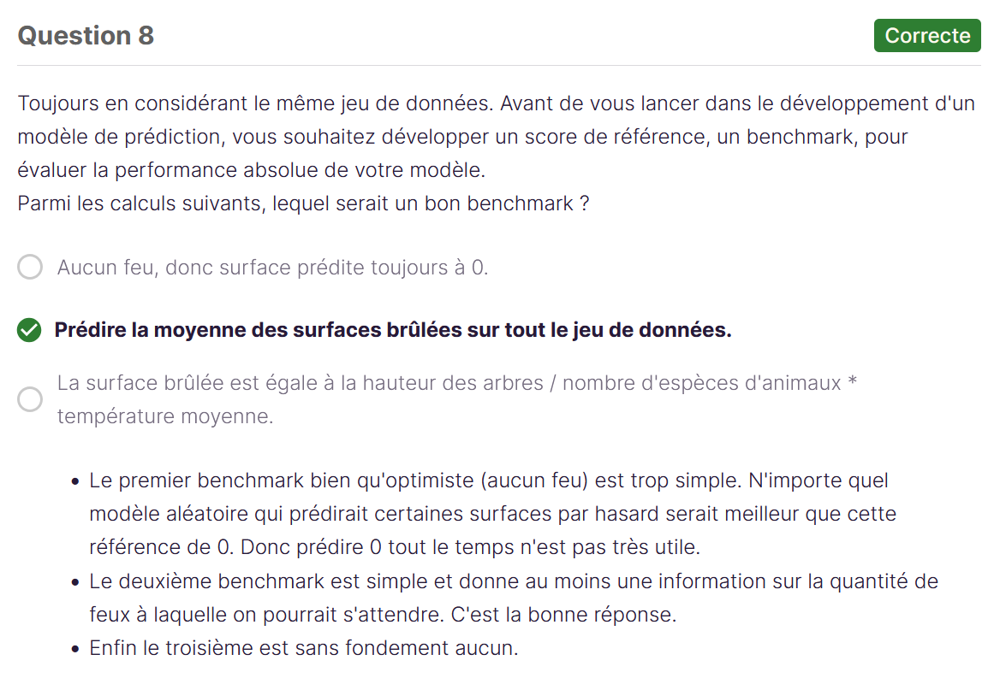 Question 8
Correcte
Toujours en considérant le même jeu de données. Avant de vous lancer dans le développement d'un
modèle de prédiction, vous souhaitez développer un score de référence, un benchmark, pour
évaluer la performance absolue de votre modèle.
Parmi les calculs suivants, lequel serait un bon benchmark ?
Aucun feu, donc surface prédite toujours à 0.
Prédire la moyenne des surfaces brûlées sur tout le jeu de données.
La surface brûlée est égale à la hauteur des arbres / nombre d'espèces d'animaux *
température moyenne.
• Le premier benchmark bien qu'optimiste (aucun feu) est trop simple. N'importe quel
modèle aléatoire qui prédirait certaines surfaces par hasard serait meilleur que cette
référence de 0. Donc prédire 0 tout le temps n'est pas très utile.
• Le deuxième benchmark est simple et donne au moins une information sur la quantité de
feux à laquelle on pourrait s'attendre. C'est la bonne réponse.
• Enfin le troisième est sans fondement aucun.